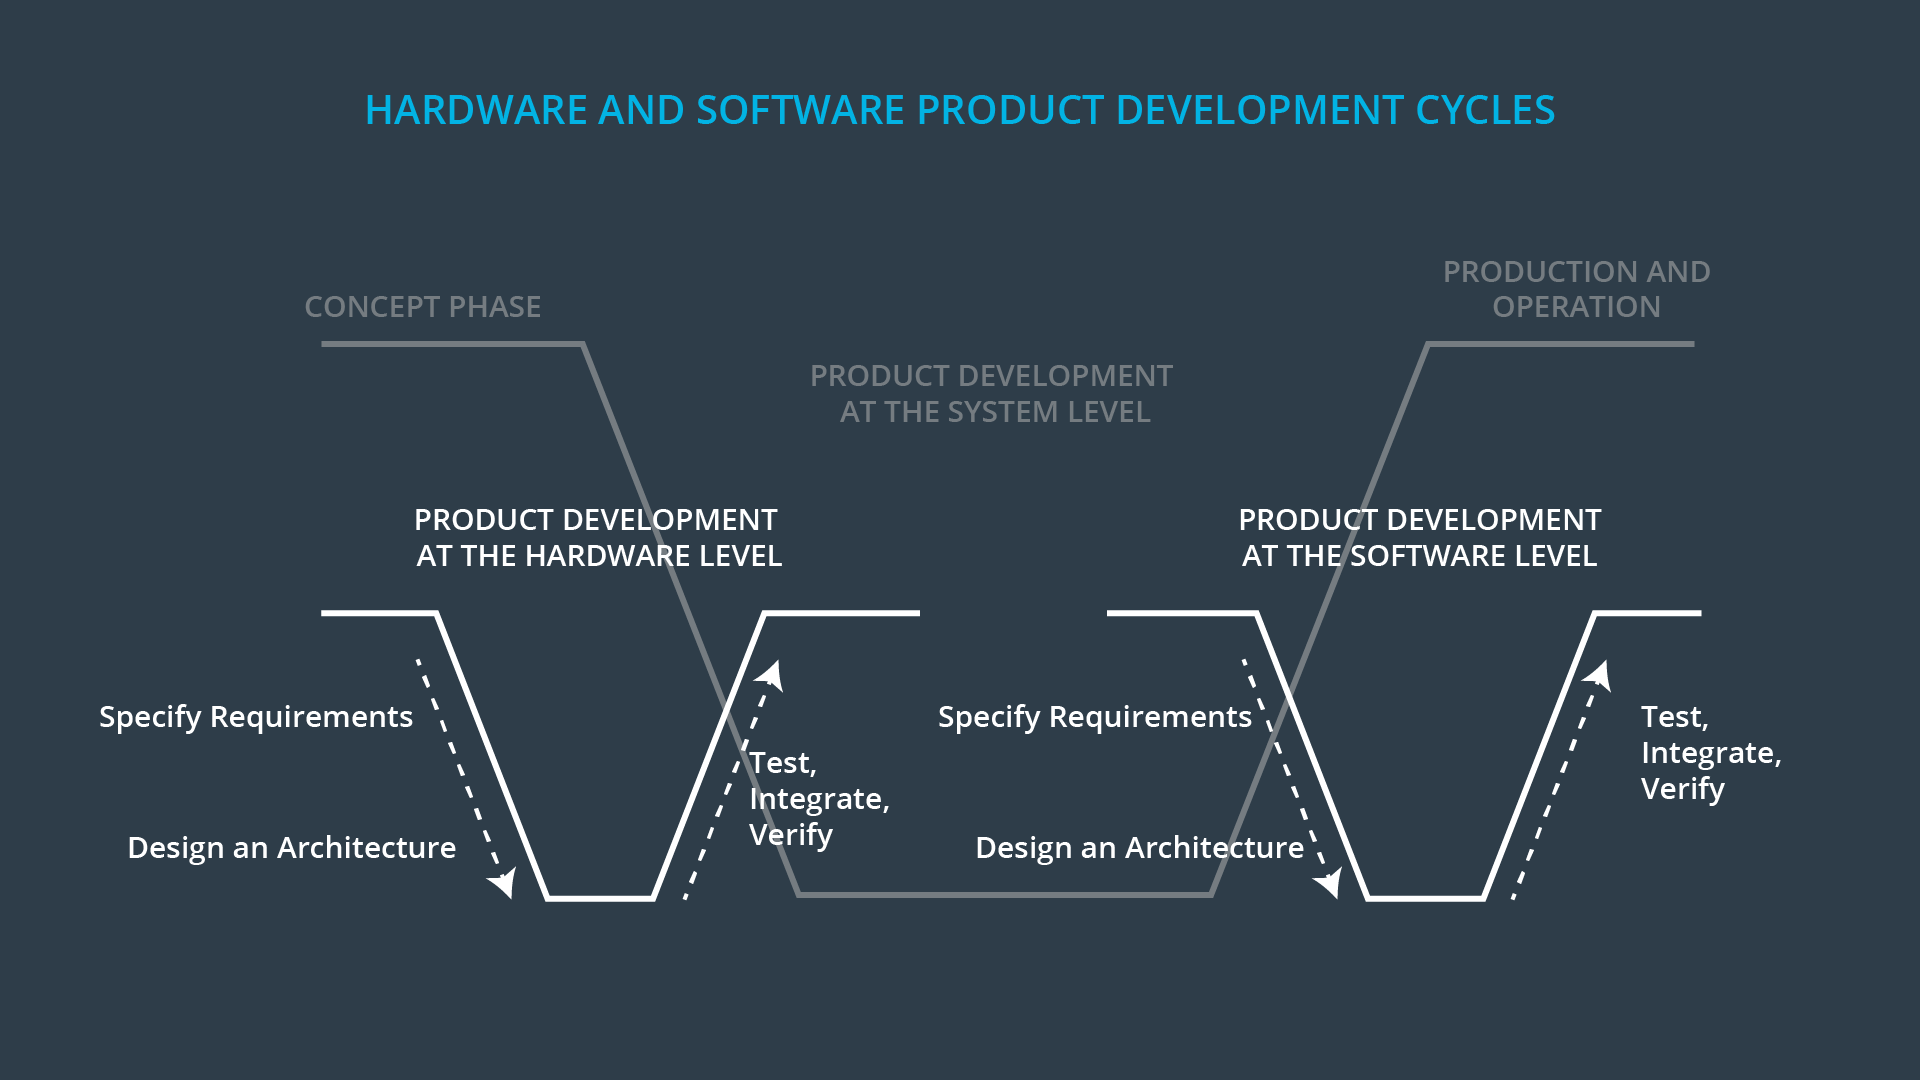 HARDWARE AND SOFTWARE PRODUCT DEVELOPMENT CYCLES
CONCEPT PHASE
PRODUCTION AND
OPERATION
PRODUCT DEVELOPMENT
AT THE SYSTEM LEVEL
PRODUCT DEVELOPMENT
AT THE HARDWARE LEVEL
Specify Requirements
Design an Architecture
Test,
Integrate,
Verify
PRODUCT DEVELOPMENT
AT THE SOFTWARE LEVEL
Specify Requirements
Design an Architecture
Test,
Integrate,
Verify